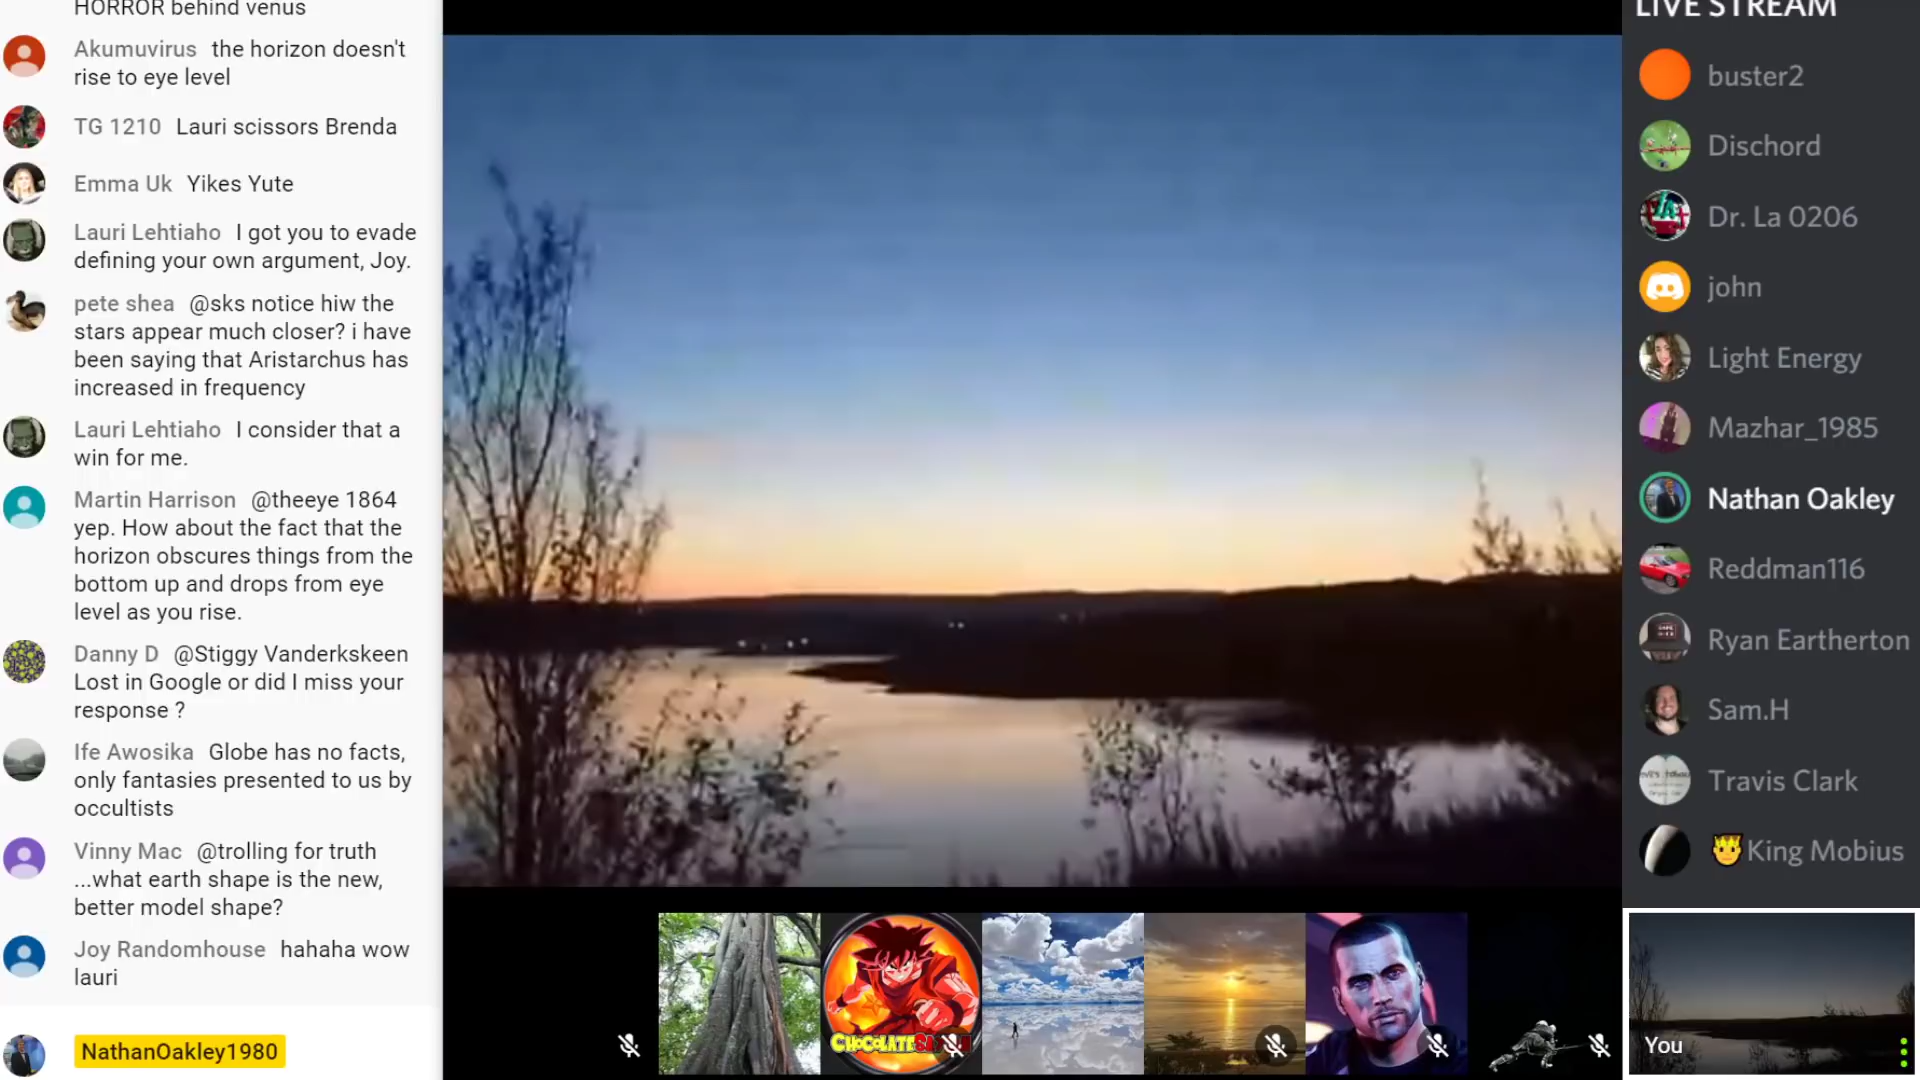 HORROR behind venus
Akumuvirus the horizon doesn't
rise to eye level
TG 1210 Lauri scissors Brenda
Emma Uk Yikes Yute
Lauri Lehtiaho I got you to evade
defining your own argument, Joy.
pete shea @sks notice hiw the
stars appear much closer? i have
been saying that Aristarchus has
increased in frequency
Lauri Lehtiaho I consider that a
win for me.
Martin Harrison @theeye 1864
yep. How about the fact that the
horizon obscures things from the
bottom up and drops from eye
level as you rise.
Danny D @Stiggy Vanderkskeen
Lost in Google or did I miss your
response ?
Ife Awosika Globe has no facts,
only fantasies presented to us by
occultists
Vinny Mac @trolling for truth
...what earth shape is the new,
better model shape?
Joy Randomhouse hahaha wow
lauri
NathanOakley1980
LIVE STREAM
buster2
Dischord
Dr. La 0206
john
Light Energy
Mazhar_1985
Nathan Oakley
Reddman116
Ryan Eartherton
Sam.H
Travis Clark
King Mobius
You